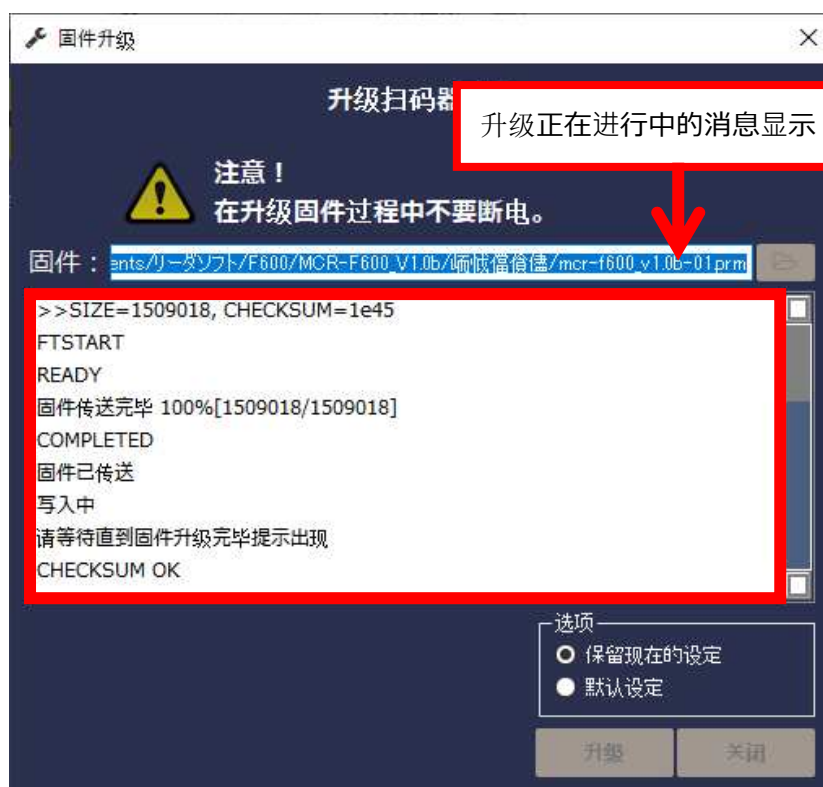 固件升级
升级扫码器
升级正在进行中的消息显示
注意！
在升级固件过程中不要断电。
固件： ents/リーダソフト/F600/MCR-F600_V1.0b/ /mcr-f600_v1.0b-01.prm
>>SIZE=1509018, CHECKSUM=1e45
FTSTART
READY
固件传送完毕 100%[1509018/1509018]
COMPLETED
固件已传送
写入中
请等待直到固件升级完毕提示出现
CHECKSUM OK
选项
保留现在的设定
默认设定
升级 关闭